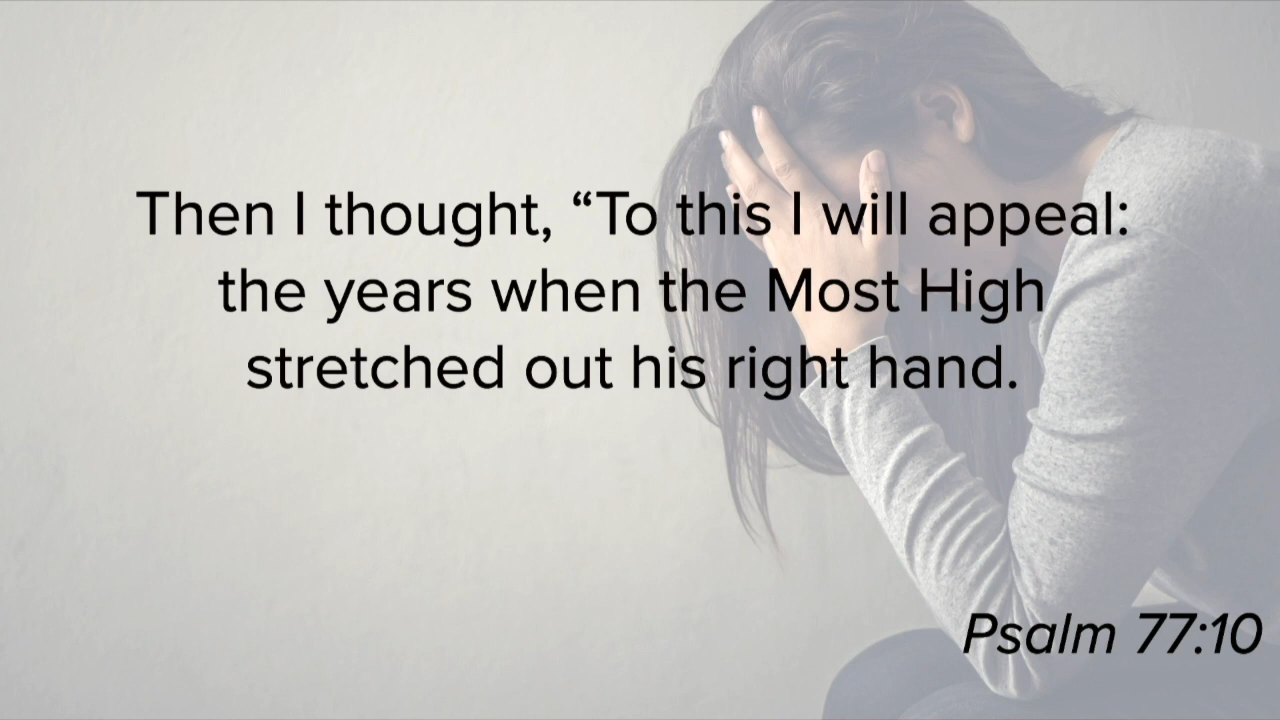 Then I thought, “To this I will appeal:
the years when the Most High
stretched out his right hand.
Psalm 77:10